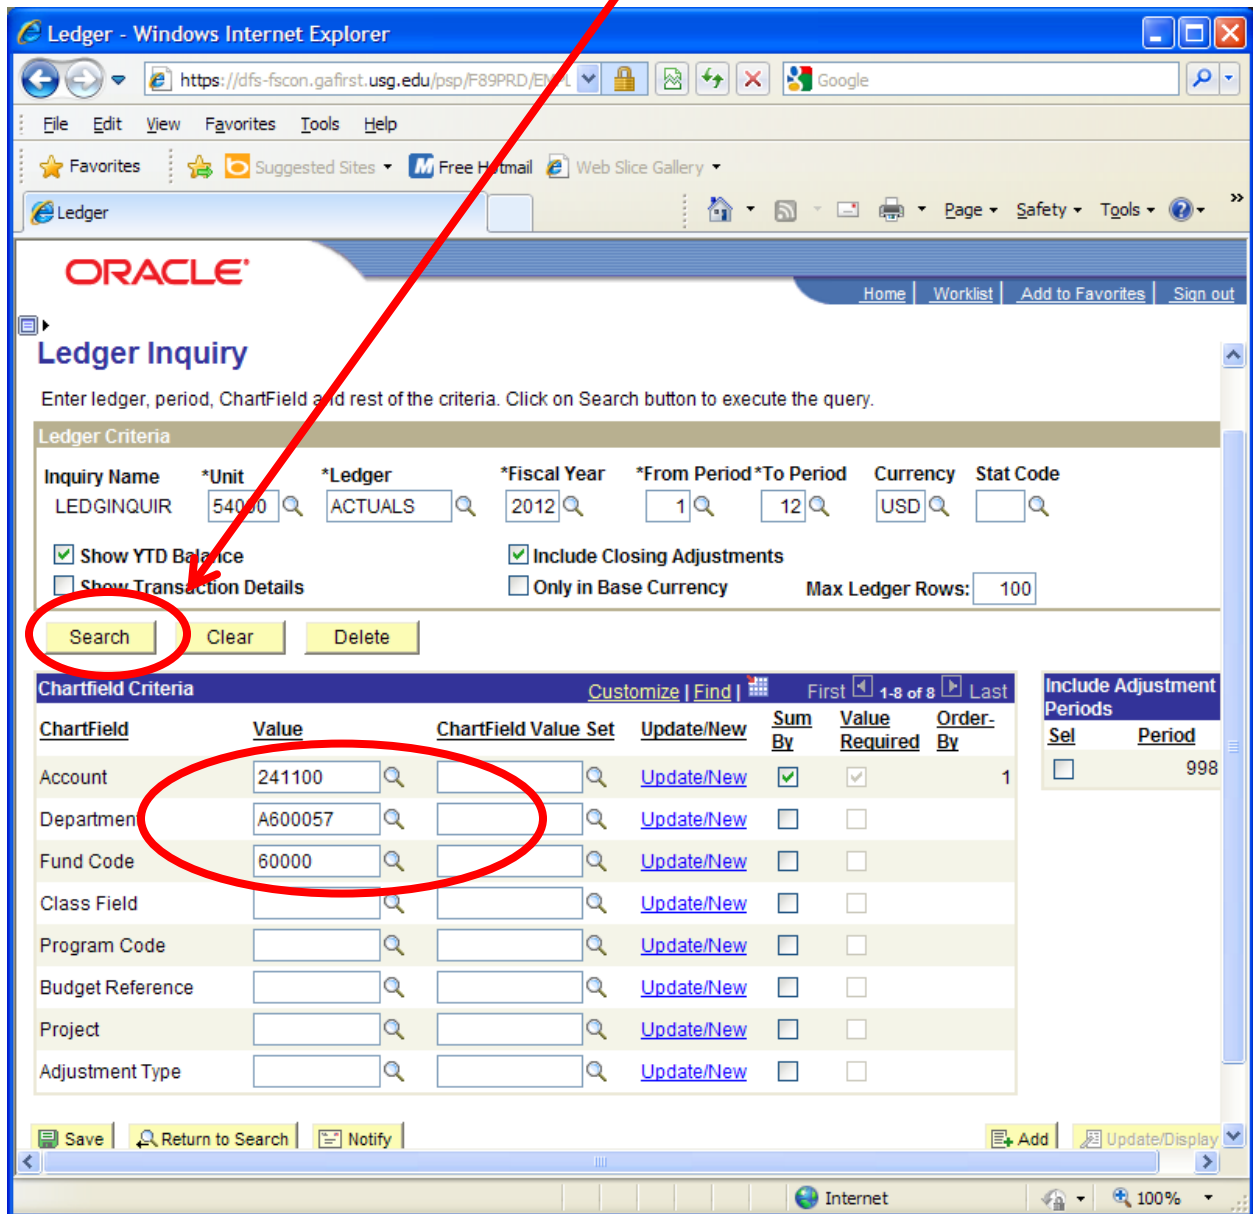 Ledger - Windows Internet Explorer
https://dfs-fscon.gafirst.usg.edu/psp/F89PRD/EMPL
Google
File Edit View Favorites Tools Help
Favorites Suggested Sites Free Hotmail Web Slice Gallery
Ledger Page Safety Tools »
ORACLE
Home Worklist Add to Favorites Sign out
Ledger Inquiry
Enter ledger, period, ChartField and rest of the criteria. Click on Search button to execute the query.
Ledger Criteria
Inquiry Name *Unit *Ledger *Fiscal Year *From Period *To Period Currency Stat Code
LEDGINQUIR 54000 ACTUALS 2012 1 12 USD
Show YTD Balance Include Closing Adjustments
Show Transaction Details Only in Base Currency Max Ledger Rows: 100
Search Clear Delete
Chartfield Criteria Customize | Find | First 1-8 of 8 Last
Include Adjustment
Periods
ChartField Value ChartField Value Set Update/New Sum By Value Required Order-By
Sel Period
Account 241100 Update/New 1
998
Department A600057 Update/New
Fund Code 60000 Update/New
Class Field Update/New
Program Code Update/New
Budget Reference Update/New
Project Update/New
Adjustment Type Update/New
Save Return to Search Notify Add Update/Display
Internet 100%